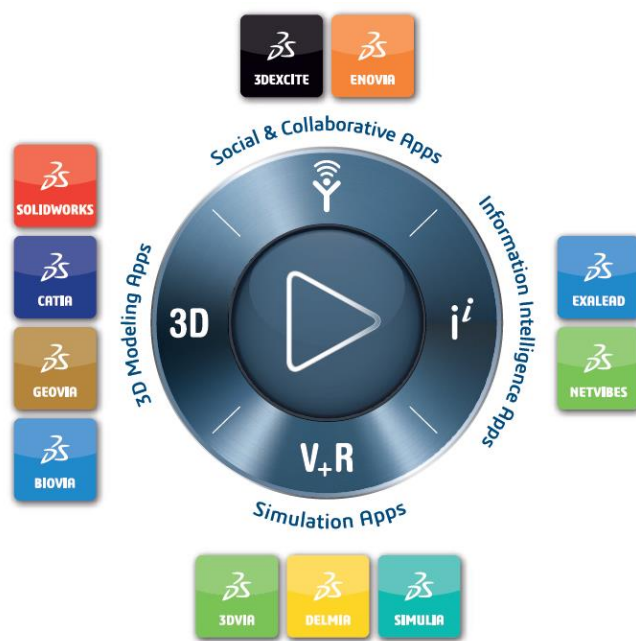 3DEXCITE
ENOVIA
Social & Collaborative Apps
SOLIDWORKS
CATIA
GEOVIA
BIOVIA
3D Modeling Apps
3D
i i
Information Intelligence Apps
EXALEAD
NETVIBES
V+R
Simulation Apps
3DVIA
DELMIA
SIMULIA